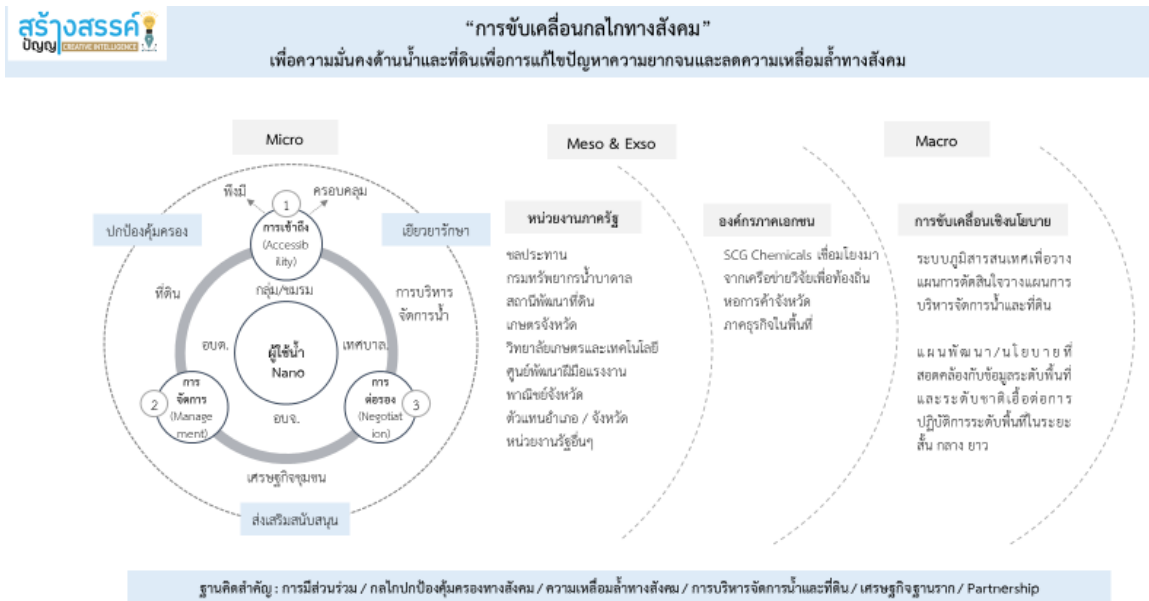 สร้างสรรค์
ปัญญา CREATIVE INTELLIGENCE
“การขับเคลื่อนกลไกทางสังคม”
เพื่อความมั่นคงด้านน้ำและที่ดินเพื่อการแก้ไขปัญหาความยากจนและลดความเหลื่อมล้ำทางสังคม
Micro
พึงมี
ครอบคลุม
1
การเข้าถึง
(Accessib
ility)
ปกป้องคุ้มครอง
เยียวยารักษา
กลุ่ม/ชมรม
ที่ดิน
การบริหาร
จัดการน้ำ
อบต.
ผู้ใช้น้ำ
Nano
เทศบาล.
2
การ
จัดการ
(Manage
ment)
อบจ.
การ
ต่อรอง
(Negotiat
ion)
3
เศรษฐกิจชุมชน
ส่งเสริมสนับสนุน
Meso & Exso
หน่วยงานภาครัฐ
ชลประทาน
กรมทรัพยากรน้ำบาดาล
สถานีพัฒนาที่ดิน
เกษตรจังหวัด
วิทยาลัยเกษตรและเทคโนโลยี
ศูนย์พัฒนาฝีมือแรงงาน
พาณิชย์จังหวัด
ตัวแทนอำเภอ / จังหวัด
หน่วยงานรัฐอื่นๆ
องค์กรภาคเอกชน
SCG Chemicals เชื่อมโยงมา
จากเครือข่ายวิจัยเพื่อท้องถิ่น
หอการค้าจังหวัด
ภาคธุรกิจในพื้นที่
Macro
การขับเคลื่อนเชิงนโยบาย
ระบบภูมิสารสนเทศเพื่อวาง
แผนการตัดสินใจวางแผนการ
บริหารจัดการน้ำและที่ดิน
แผนพัฒนา/นโยบายที่
สอดคล้องกับข้อมูลระดับพื้นที่
และระดับชาติเอื้อต่อการ
ปฏิบัติการระดับพื้นที่ในระยะ
สั้น กลาง ยาว
ฐานคิดสำคัญ : การมีส่วนร่วม / กลไกปกป้องคุ้มครองทางสังคม / ความเหลื่อมล้ำทางสังคม / การบริหารจัดการน้ำและที่ดิน / เศรษฐกิจฐานราก / Partnership